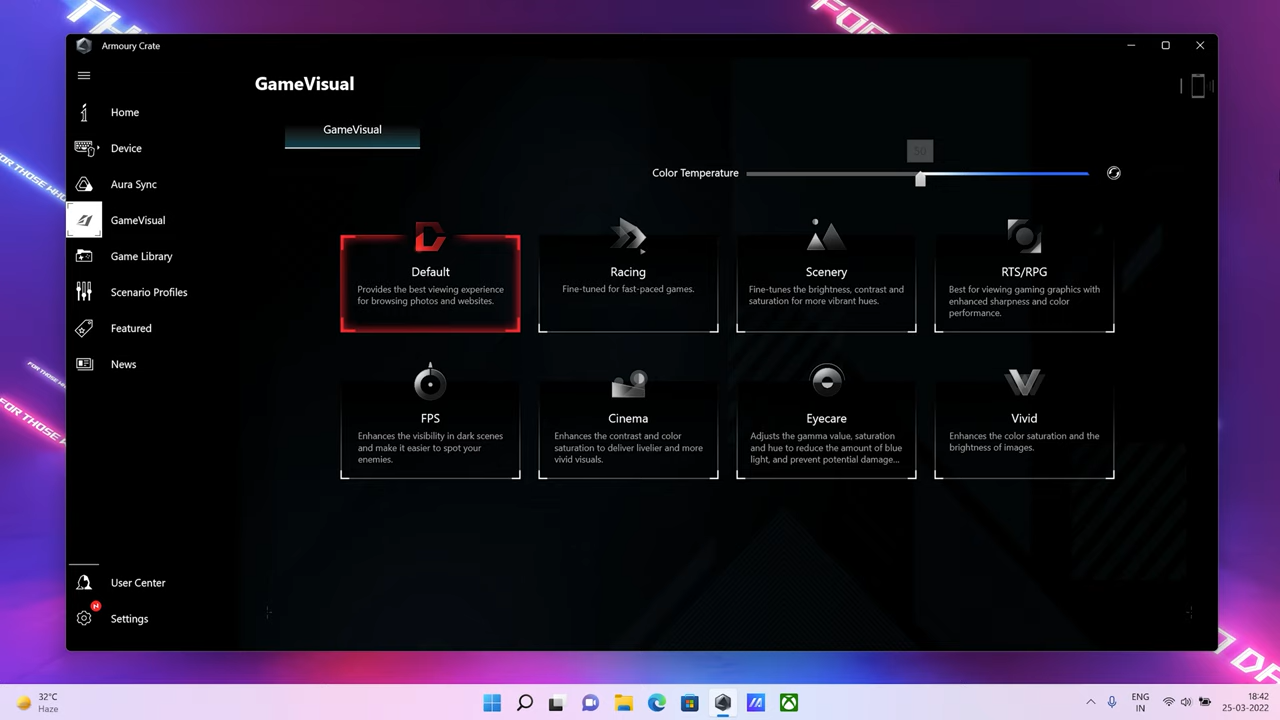 Armoury Crate
GameVisual
Home
Device
Aura Sync
GameVisual
Game Library
Scenario Profiles
Featured
News
User Center
N
Settings
GameVisual
50
Color Temperature
Default
Provides the best viewing experience
for browsing photos and websites.
Racing
Fine-tuned for fast-paced games.
Scenery
Fine-tunes the brightness, contrast and
saturation for more vibrant hues.
RTS/RPG
Best for viewing gaming graphics with
enhanced sharpness and color
performance.
FPS
Enhances the visibility in dark scenes
and make it easier to spot your
enemies.
Cinema
Enhances the contrast and color
saturation to deliver livelier and more
vivid visuals.
Eyecare
Adjusts the gamma value, saturation
and hue to reduce the amount of blue
light, and prevent potential damage...
Vivid
Enhances the color saturation and the
brightness of images.
FOR THOSE
32°C
Haze
ENG
IN
18:42
25-03-2022